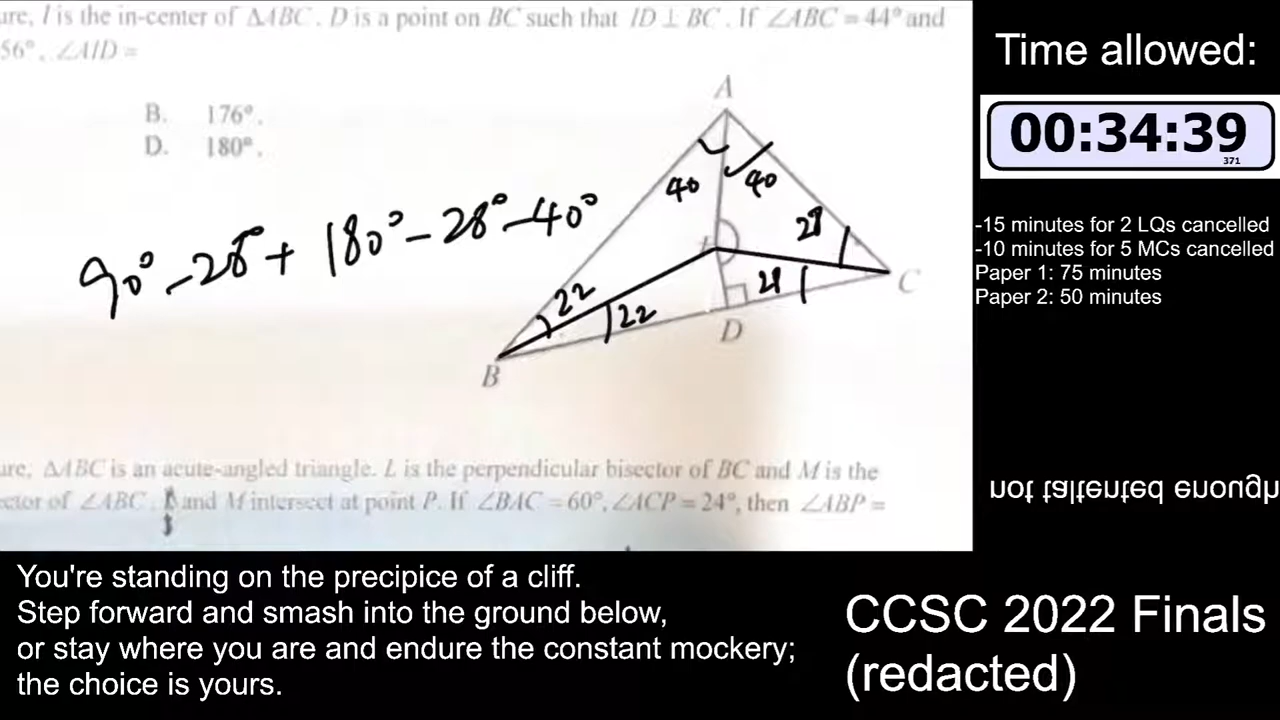 ure, I is the in-center of ΔABC. D is a point on BC such that ID ⊥ BC. If ∠ABC = 44° and
56°, ∠AID =
B. 176°.
D. 180°.
90° - 28° + 180° - 28° - 40°
A
40 40
28
22
22
28
C
D
B
ure, ΔABC is an acute-angled triangle. L is the perpendicular bisector of BC and M is the
ector of ∠ABC. L and M intersect at point P. If ∠BAC = 60°, ∠ACP = 24°, then ∠ABP =
Time allowed:
00:34:39
371
-15 minutes for 2 LQs cancelled
-10 minutes for 5 MCs cancelled
Paper 1: 75 minutes
Paper 2: 50 minutes
not taltented enough
You're standing on the precipice of a cliff.
Step forward and smash into the ground below,
or stay where you are and endure the constant mockery;
the choice is yours.
CCSC 2022 Finals
(redacted)